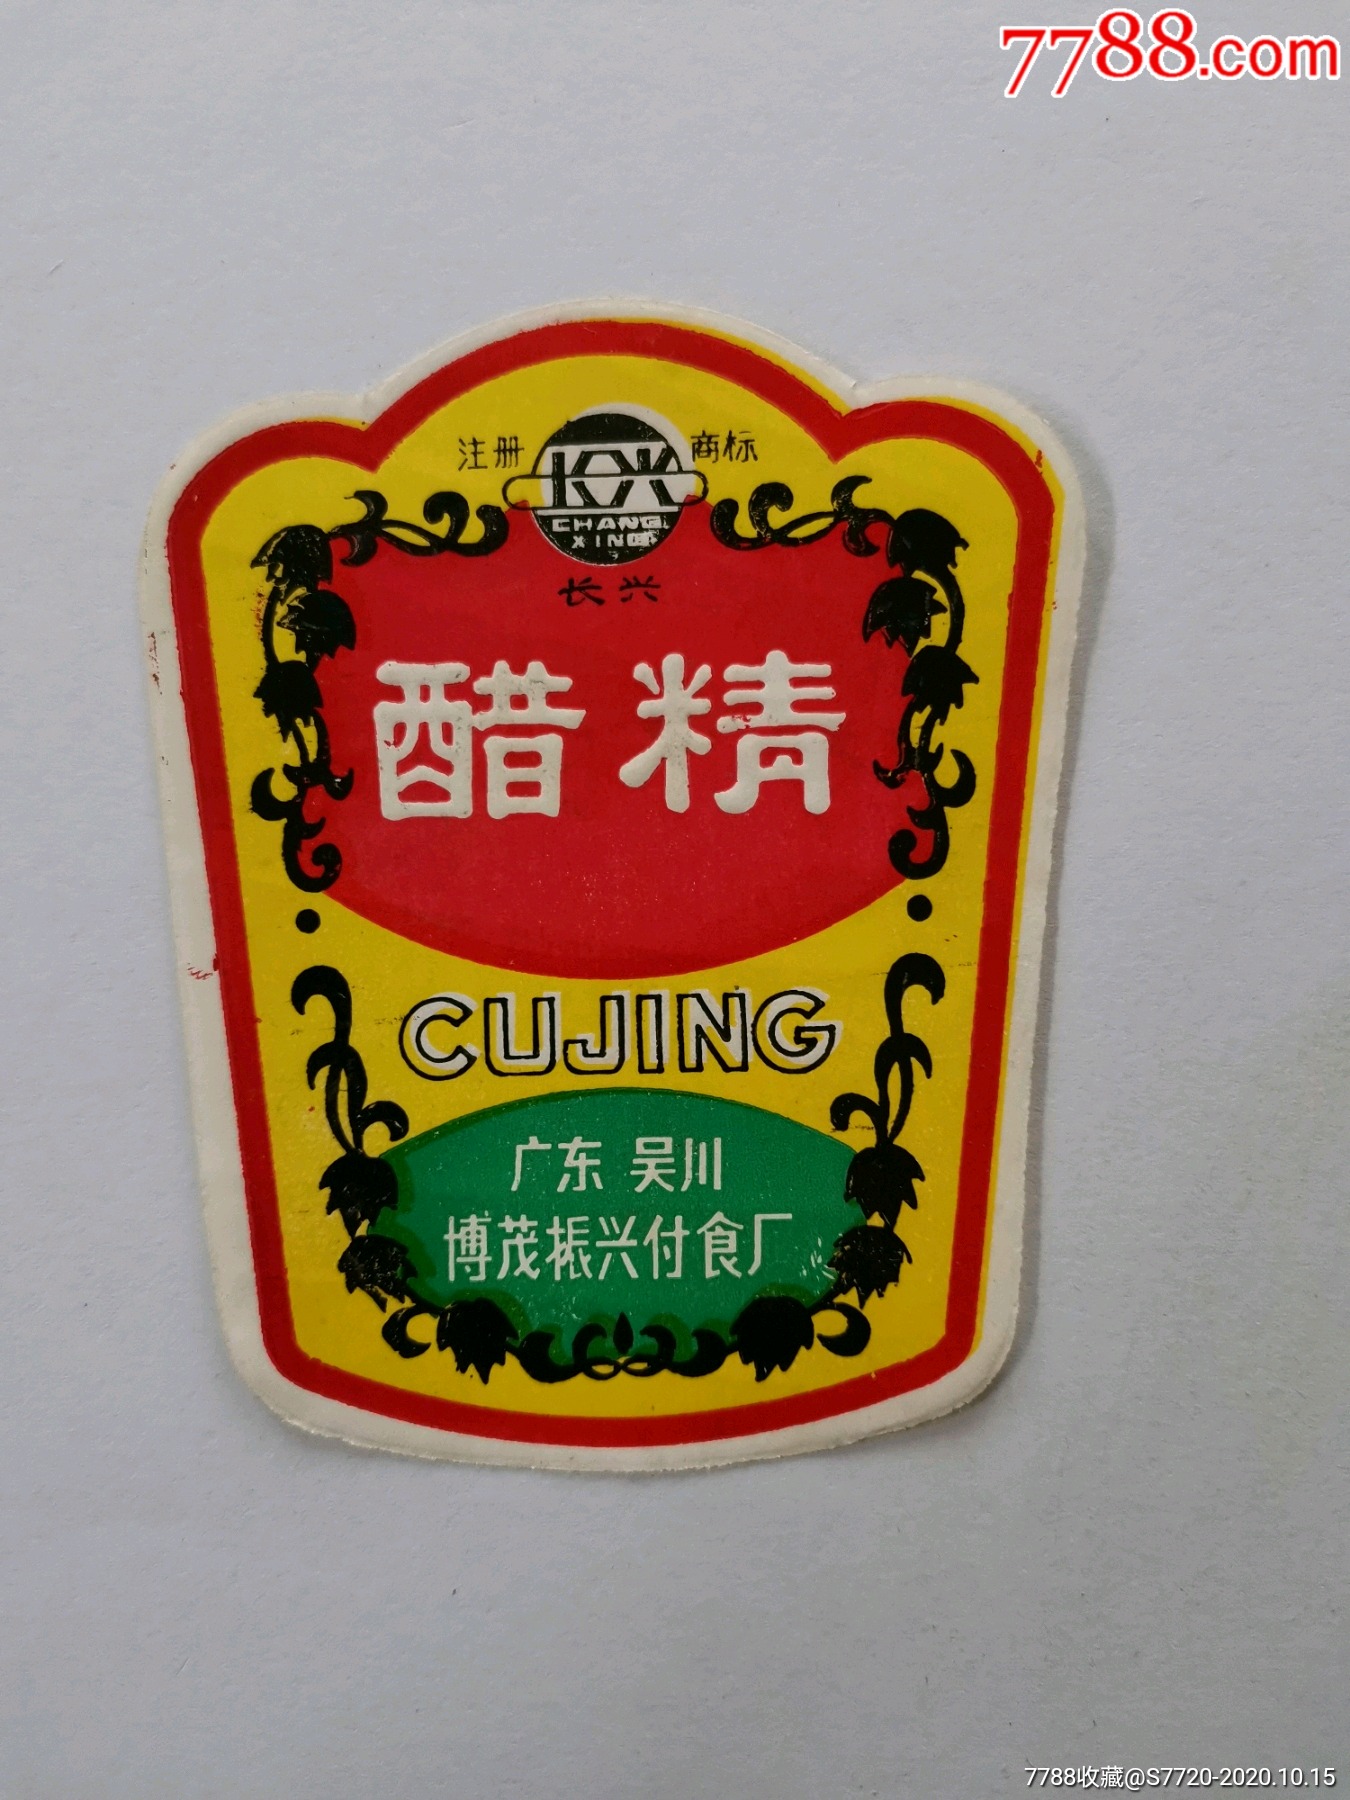 7788.com
注册 商标
CHANG
XING
长兴
醋精
CUJING
广东 吴川
博茂振兴付食厂
7788收藏@S7720-2020.10.15